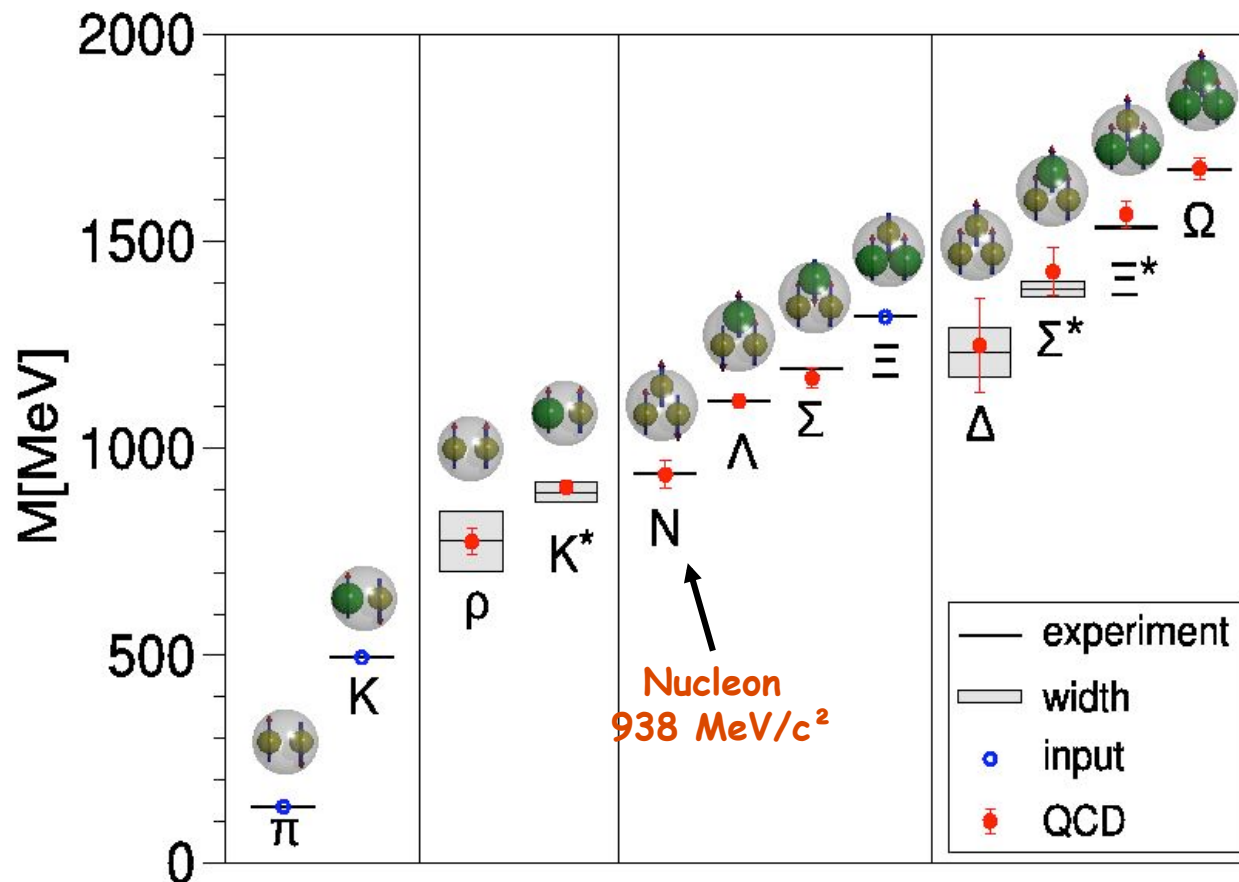 2000
1500
1000
500
0
M[MeV]
π
K
ρ
K*
N
Λ
Σ
Ξ
Δ
Σ*
Ξ*
Ω
Nucleon
938 MeV/c²
experiment
width
input
QCD